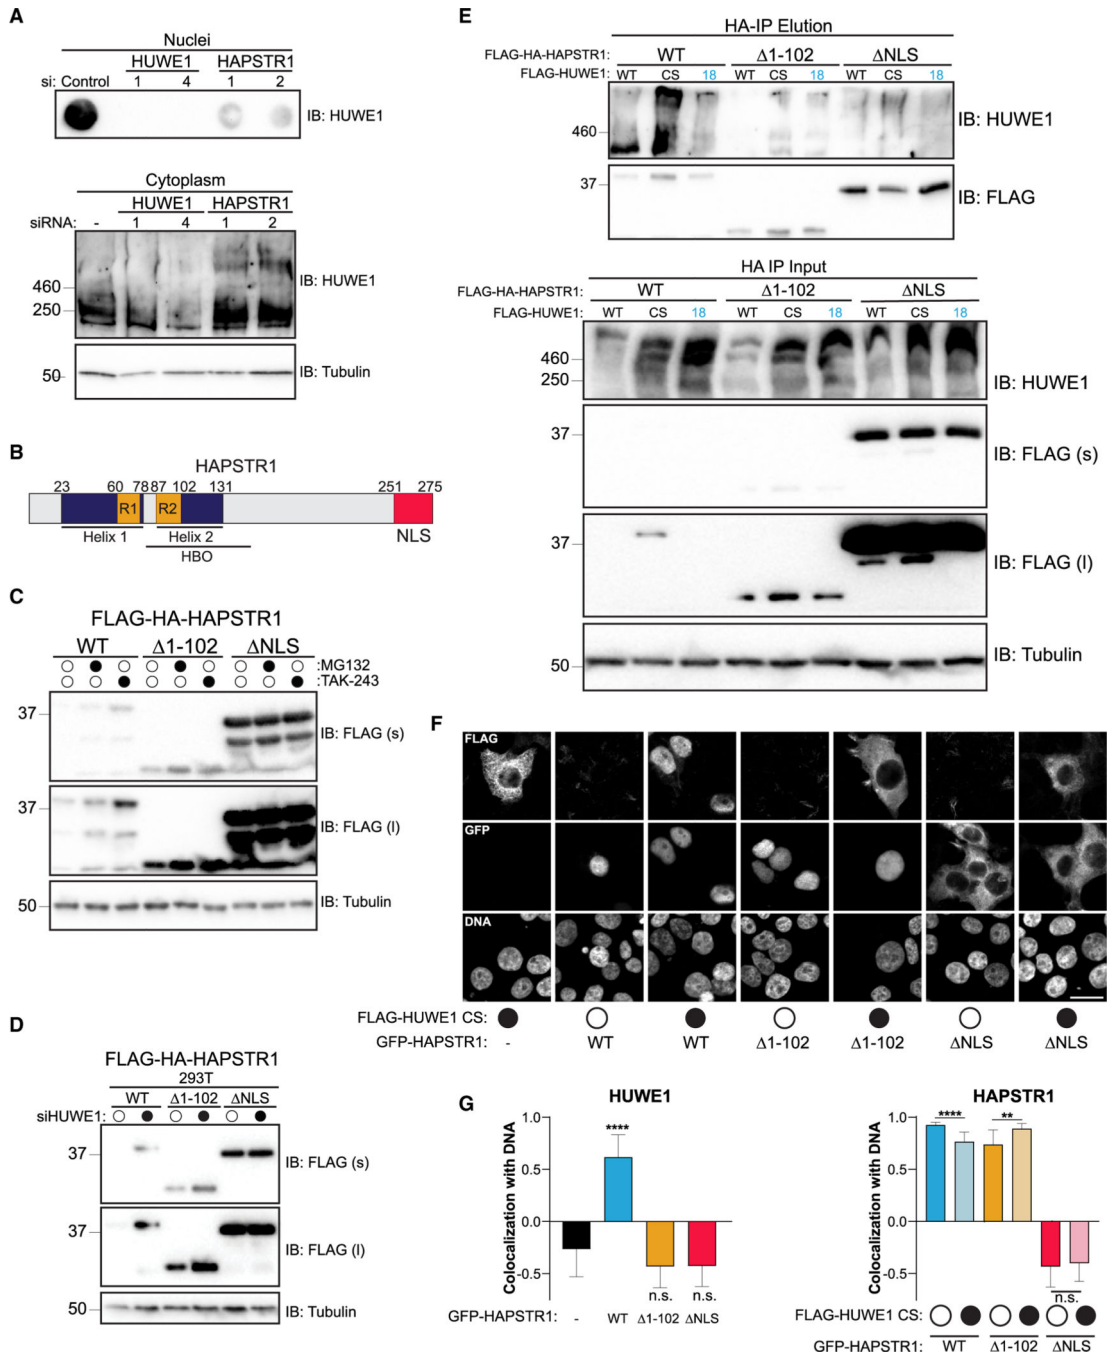 A
Nuclei
HUWE1 HAPSTR1
si: Control 1 4 1 2
IB: HUWE1
Cytoplasm
HUWE1 HAPSTR1
siRNA: - 1 4 1 2
460
250
IB: HUWE1
50
IB: Tubulin
B
HAPSTR1
23 60 78 87 102 131 251 275
R1 R2
Helix 1 Helix 2 NLS
HBO
C
FLAG-HA-HAPSTR1
WT Δ1-102 ΔNLS
:MG132
:TAK-243
37
IB: FLAG (s)
37
IB: FLAG (l)
50
IB: Tubulin
D
FLAG-HA-HAPSTR1
293T
WT Δ1-102 ΔNLS
siHUWE1:
37
IB: FLAG (s)
37
IB: FLAG (l)
50
IB: Tubulin
E
HA-IP Elution
FLAG-HA-HAPSTR1: WT Δ1-102 ΔNLS
FLAG-HUWE1: WT CS 18 WT CS 18 WT CS 18
460
IB: HUWE1
37
IB: FLAG
HA IP Input
FLAG-HA-HAPSTR1: WT Δ1-102 ΔNLS
FLAG-HUWE1: WT CS 18 WT CS 18 WT CS 18
460
250
IB: HUWE1
37
IB: FLAG (s)
37
IB: FLAG (l)
50
IB: Tubulin
F
FLAG
GFP
DNA
FLAG-HUWE1 CS:
GFP-HAPSTR1: - WT WT Δ1-102 Δ1-102 ΔNLS ΔNLS
G
HUWE1
Colocalization with DNA
1.0
0.5
0.0
-0.5
****
n.s. n.s.
GFP-HAPSTR1: - WT Δ1-102 ΔNLS
HAPSTR1
Colocalization with DNA
1.0
0.5
0.0
-0.5
**** **
n.s.
FLAG-HUWE1 CS:
GFP-HAPSTR1: WT Δ1-102 ΔNLS